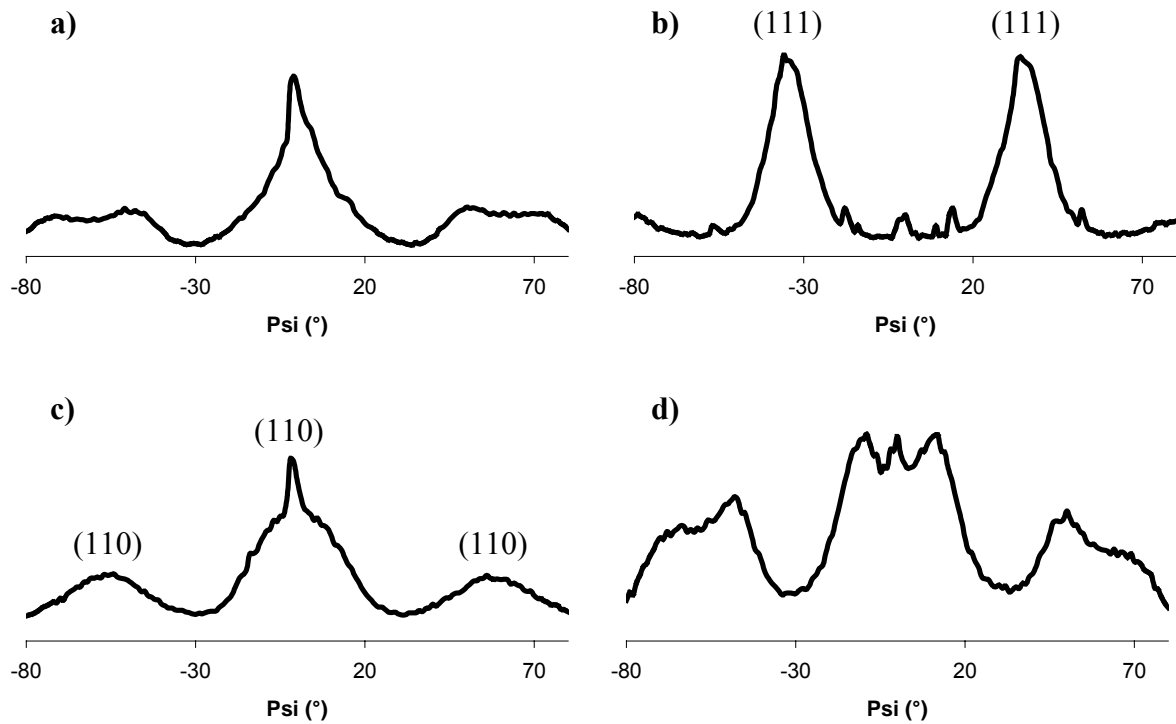 a)
-80 -30 20 70
Psi (°)
b)
(111) (111)
-80 -30 20 70
Psi (°)
c)
(110)
(110) (110)
-80 -30 20 70
Psi (°)
d)
-80 -30 20 70
Psi (°)